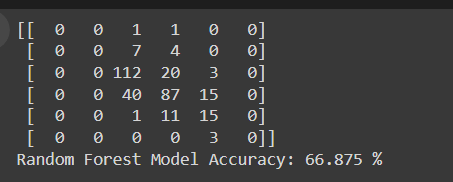 [[  0   0   1   1   0   0]
 [  0   0   7   4   0   0]
 [  0   0 112  20   3   0]
 [  0   0  40  87  15   0]
 [  0   0   1  11  15   0]
 [  0   0   0   0   3   0]]
Random Forest Model Accuracy: 66.875 %